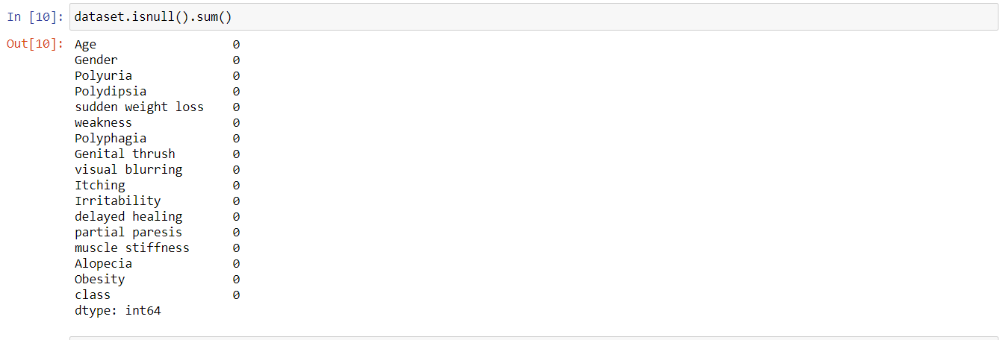 In [10]: dataset.isnull().sum()
Out[10]: Age 0
Gender 0
Polyuria 0
Polydipsia 0
sudden weight loss 0
weakness 0
Polyphagia 0
Genital thrush 0
visual blurring 0
Itching 0
Irritability 0
delayed healing 0
partial paresis 0
muscle stiffness 0
Alopecia 0
Obesity 0
class 0
dtype: int64